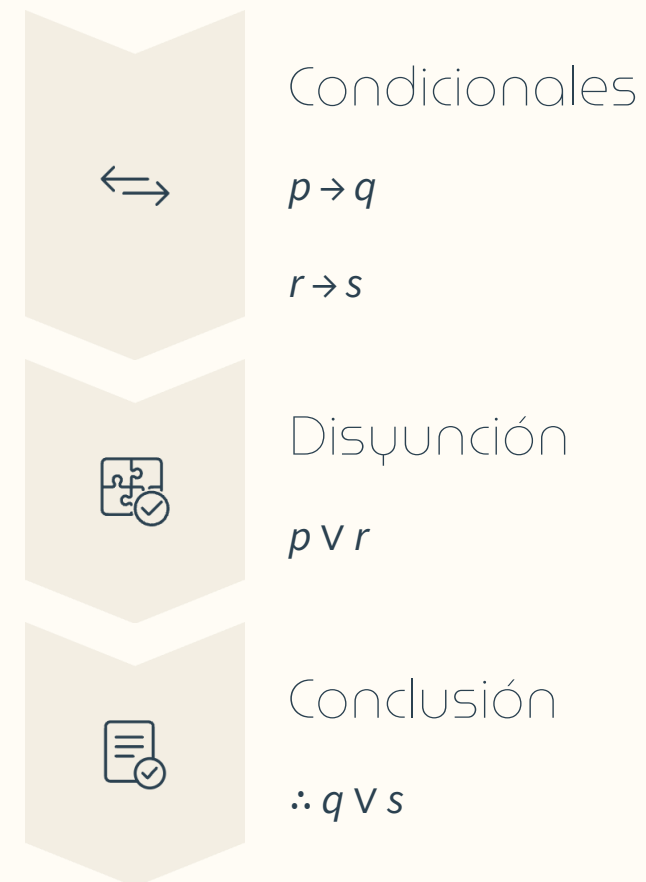 Condicionales
p → q
r → s
Disyunción
p ∨ r
Conclusión
∴ q ∨ s